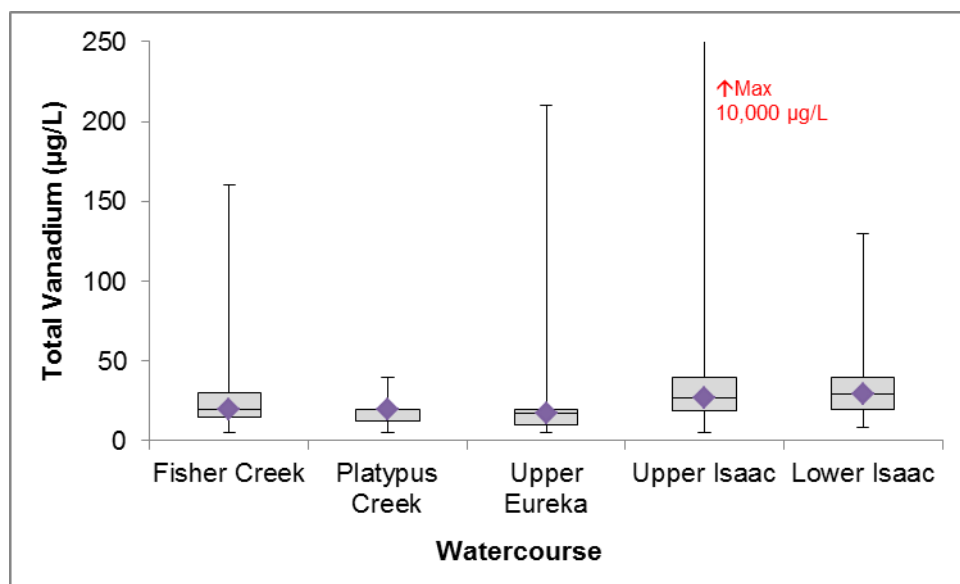 Total Vanadium (µg/L)
250
200
150
100
50
0
↑Max
10,000 µg/L
Fisher Creek
Platypus
Creek
Upper
Eureka
Upper Isaac
Lower Isaac
Watercourse